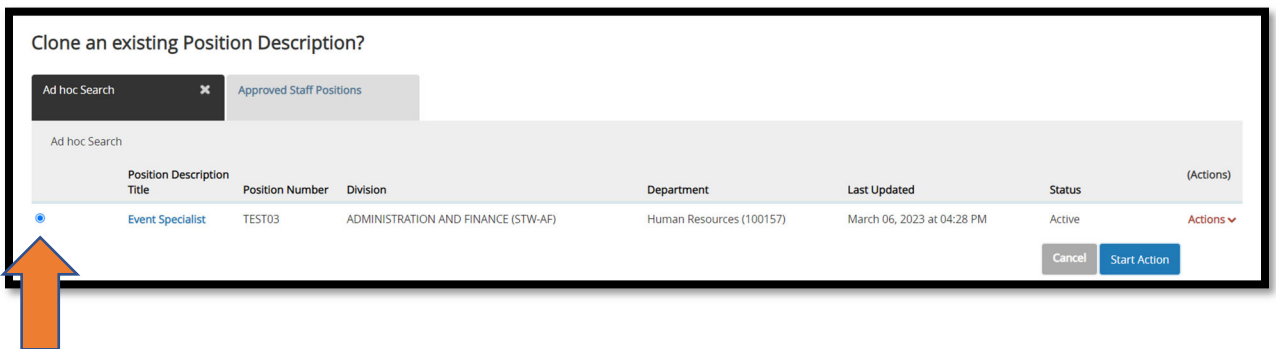 Clone an existing Position Description?
Ad hoc Search ✖ Approved Staff Positions
Ad hoc Search
Position Description Title Position Number Division Department Last Updated Status (Actions)
Event Specialist TEST03 ADMINISTRATION AND FINANCE (STW-AF) Human Resources (100157) March 06, 2023 at 04:28 PM Active Actions
Cancel Start Action